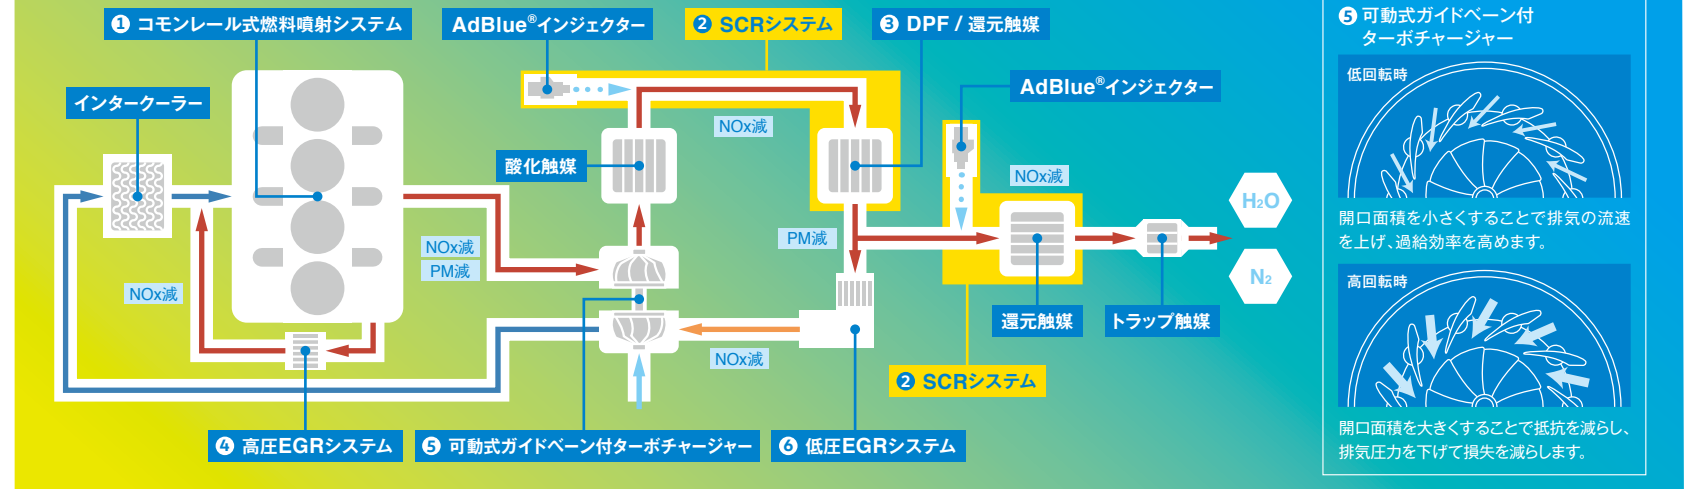 ❶ コモンレール式燃料噴射システム
AdBlue®インジェクター
❷ SCRシステム
❸ DPF / 還元触媒
AdBlue®インジェクター
インタークーラー
酸化触媒
NOx減
NOx減
PM減
NOx減
PM減
NOx減
NOx減
H2O
N2
還元触媒
トラップ触媒
NOx減
❷ SCRシステム
❹ 高圧EGRシステム
❺ 可動式ガイドベーン付ターボチャージャー
❻ 低圧EGRシステム
❺ 可動式ガイドベーン付
ターボチャージャー
低回転時
開口面積を小さくすることで排気の流速
を上げ、過給効率を高めます。
高回転時
開口面積を大きくすることで抵抗を減らし、
排気圧力を下げて損失を減らします。